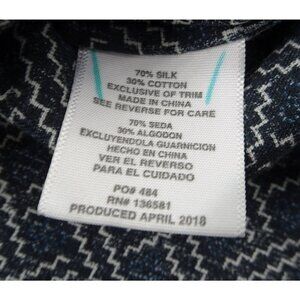 70% SILK
30% COTTON
EXCLUSIVE OF TRIM
MADE IN CHINA
SEE REVERSE FOR CARE
70% SEDA
30% ALGODON
EXCLUYENDOLA GUARNICION
HECHO EN CHINA
VER EL REVERSO
PARA EL CUIDADO
PO# 484
RN# 136581
PRODUCED APRIL 2018